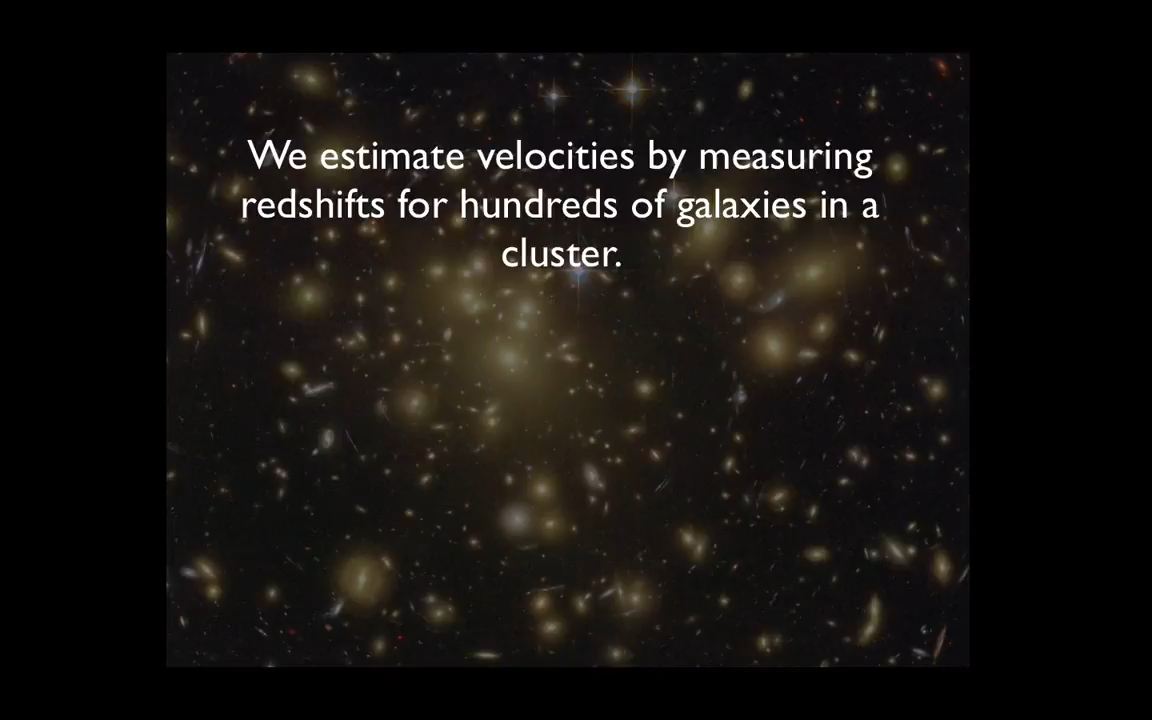 We estimate velocities by measuring
redshifts for hundreds of galaxies in a
cluster.